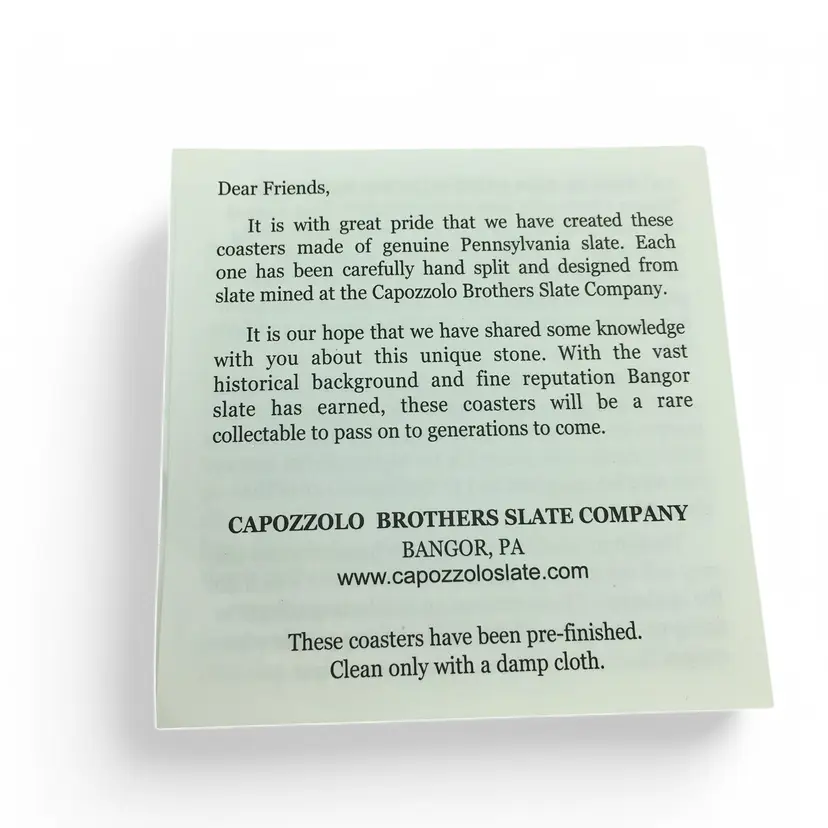 Dear Friends,
It is with great pride that we have created these
coasters made of genuine Pennsylvania slate. Each
one has been carefully hand split and designed from
slate mined at the Capozzolo Brothers Slate Company.
It is our hope that we have shared some knowledge
with you about this unique stone. With the vast
historical background and fine reputation Bangor
slate has earned, these coasters will be a rare
collectable to pass on to generations to come.
CAPOZZOLO BROTHERS SLATE COMPANY
BANGOR, PA
www.capozzoloslate.com
These coasters have been pre-finished.
Clean only with a damp cloth.